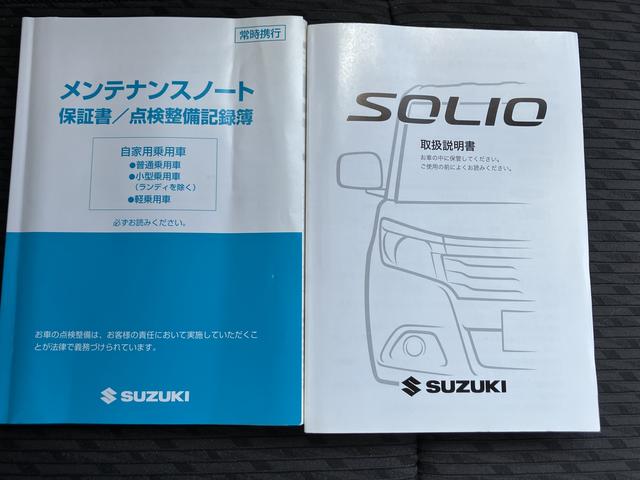 常時携行
メンテナンスノート
保証書／点検整備記録簿
自家用乗用車
●普通乗用車
●小型乗用車
（ランディを除く）
●軽乗用車
必ずお読みください。
お車の点検整備は、お客様の責任において実施していただくこ
とが法律で義務づけられています。
SUZUKI
SOLIO
取扱説明書
お車の中に保管してください。
ご使用の前によくお読みください。
SUZUKI